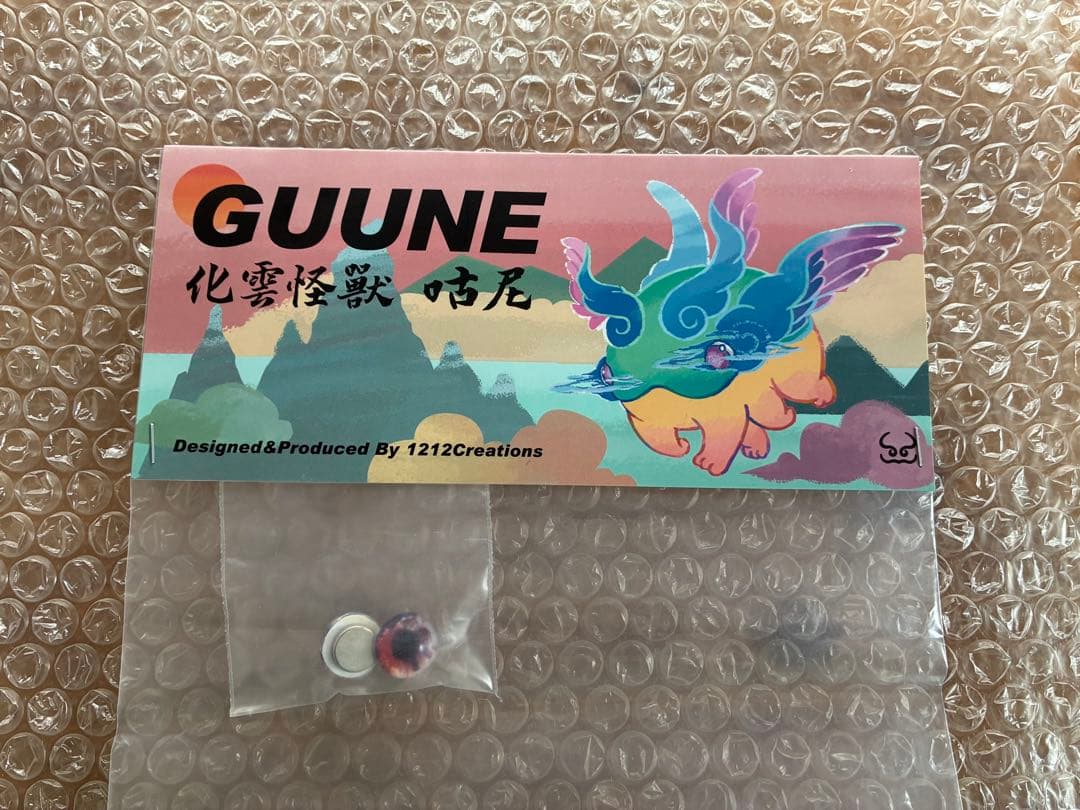 GUUNE
化雲怪獸 咕尼
Designed&Produced By 1212Creations